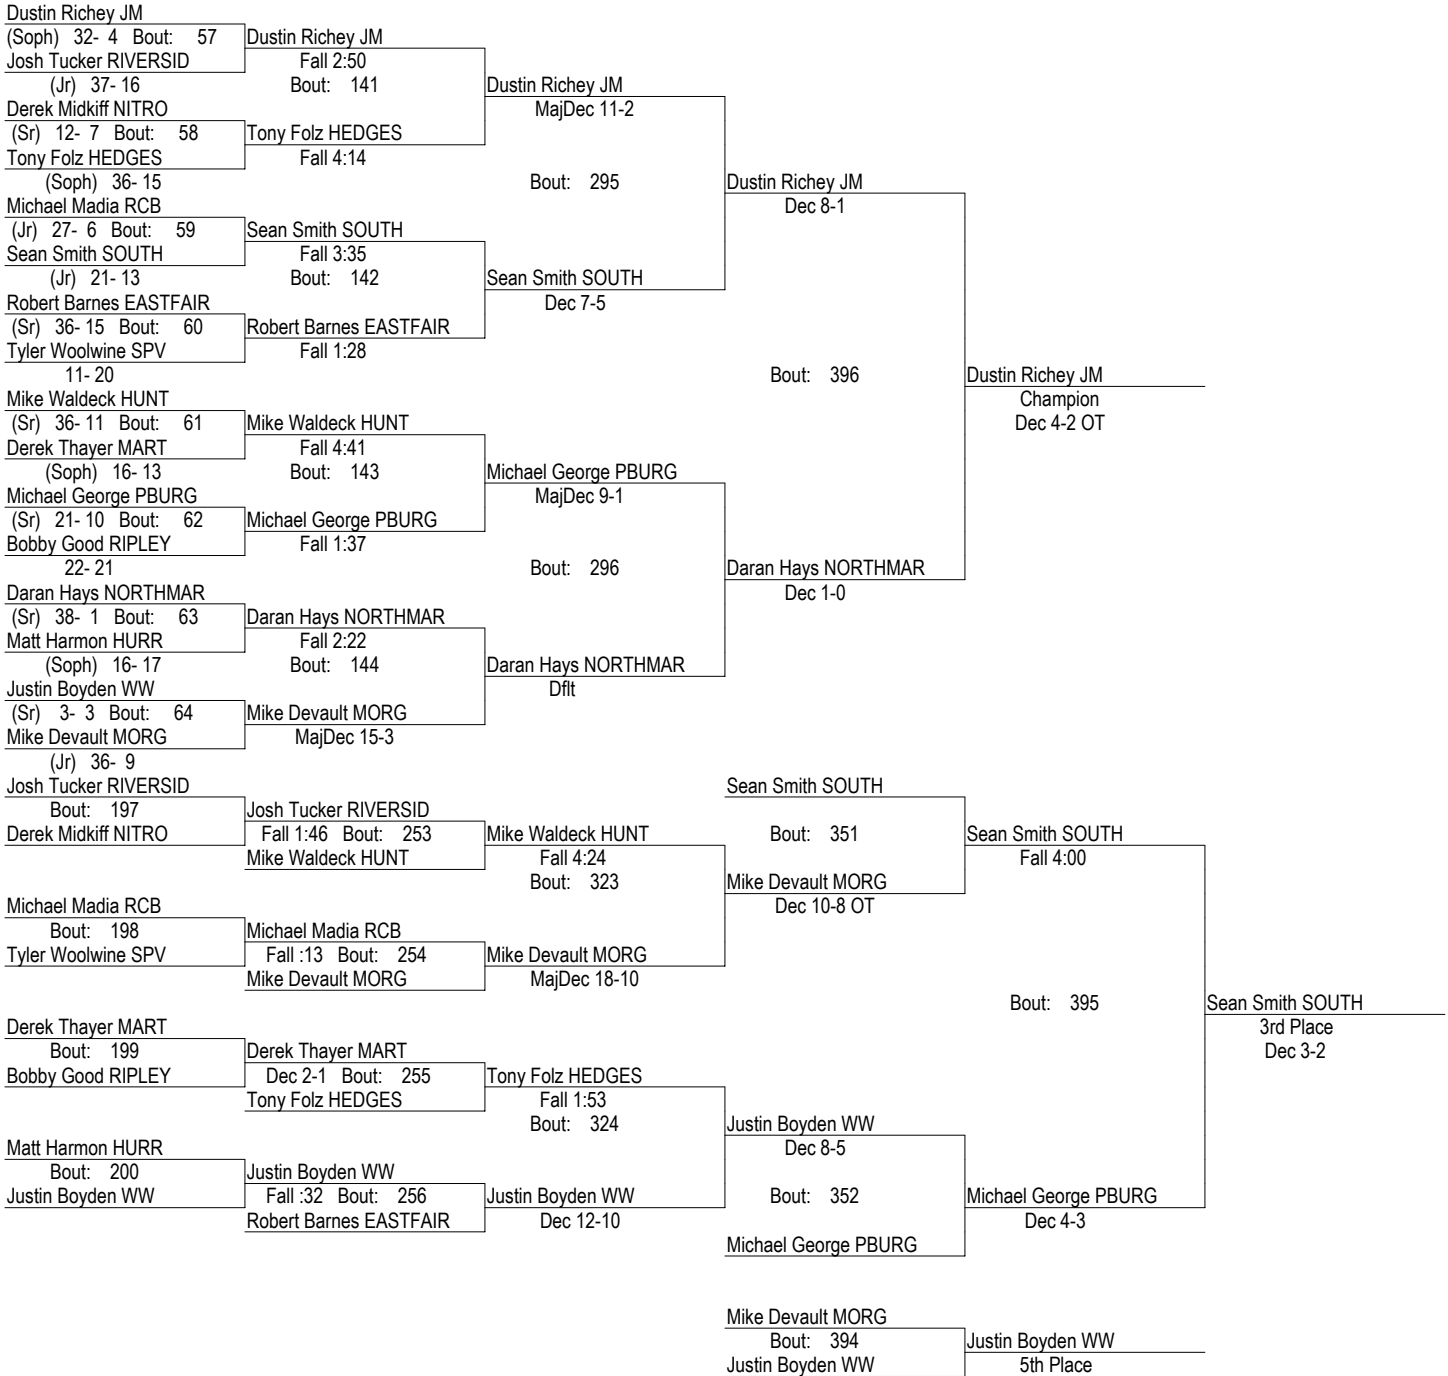 Dustin Richey JM
(Soph) 32- 4 Bout: 57 Dustin Richey JM
Josh Tucker RIVERSID Fall 2:50
(Jr) 37- 16 Bout: 141 Dustin Richey JM
Derek Midkiff NITRO MajDec 11-2
(Sr) 12- 7 Bout: 58 Tony Folz HEDGES
Tony Folz HEDGES Fall 4:14
(Soph) 36- 15 Bout: 295 Dustin Richey JM
Michael Madia RCB Dec 8-1
(Jr) 27- 6 Bout: 59 Sean Smith SOUTH
Sean Smith SOUTH Fall 3:35
(Jr) 21- 13 Bout: 142 Sean Smith SOUTH
Robert Barnes EASTFAIR Dec 7-5
(Sr) 36- 15 Bout: 60 Robert Barnes EASTFAIR
Tyler Woolwine SPV Fall 1:28
11- 20 Bout: 396 Dustin Richey JM
Mike Waldeck HUNT Champion
(Sr) 36- 11 Bout: 61 Mike Waldeck HUNT Dec 4-2 OT
Derek Thayer MART Fall 4:41
(Soph) 16- 13 Bout: 143 Michael George PBURG
Michael George PBURG MajDec 9-1
(Sr) 21- 10 Bout: 62 Michael George PBURG
Bobby Good RIPLEY Fall 1:37
22- 21 Bout: 296 Daran Hays NORTHMAR
Daran Hays NORTHMAR Dec 1-0
(Sr) 38- 1 Bout: 63 Daran Hays NORTHMAR
Matt Harmon HURR Fall 2:22
(Soph) 16- 17 Bout: 144 Daran Hays NORTHMAR
Justin Boyden WW Dflt
(Sr) 3- 3 Bout: 64 Mike Devault MORG
Mike Devault MORG MajDec 15-3
(Jr) 36- 9
Josh Tucker RIVERSID Sean Smith SOUTH
Bout: 197 Josh Tucker RIVERSID
Derek Midkiff NITRO Fall 1:46 Bout: 253 Mike Waldeck HUNT Bout: 351 Sean Smith SOUTH
Mike Waldeck HUNT Fall 4:24 Fall 4:00
Bout: 323 Mike Devault MORG
Michael Madia RCB Dec 10-8 OT
Bout: 198 Michael Madia RCB
Tyler Woolwine SPV Fall :13 Bout: 254 Mike Devault MORG
Mike Devault MORG MajDec 18-10
Bout: 395 Sean Smith SOUTH
Derek Thayer MART 3rd Place
Bout: 199 Derek Thayer MART Dec 3-2
Bobby Good RIPLEY Dec 2-1 Bout: 255 Tony Folz HEDGES
Tony Folz HEDGES Fall 1:53
Bout: 324 Justin Boyden WW
Matt Harmon HURR Dec 8-5
Bout: 200 Justin Boyden WW
Justin Boyden WW Fall :32 Bout: 256 Justin Boyden WW Bout: 352 Michael George PBURG
Robert Barnes EASTFAIR Dec 12-10 Dec 4-3
Michael George PBURG
Mike Devault MORG
Bout: 394 Justin Boyden WW
Justin Boyden WW 5th Place